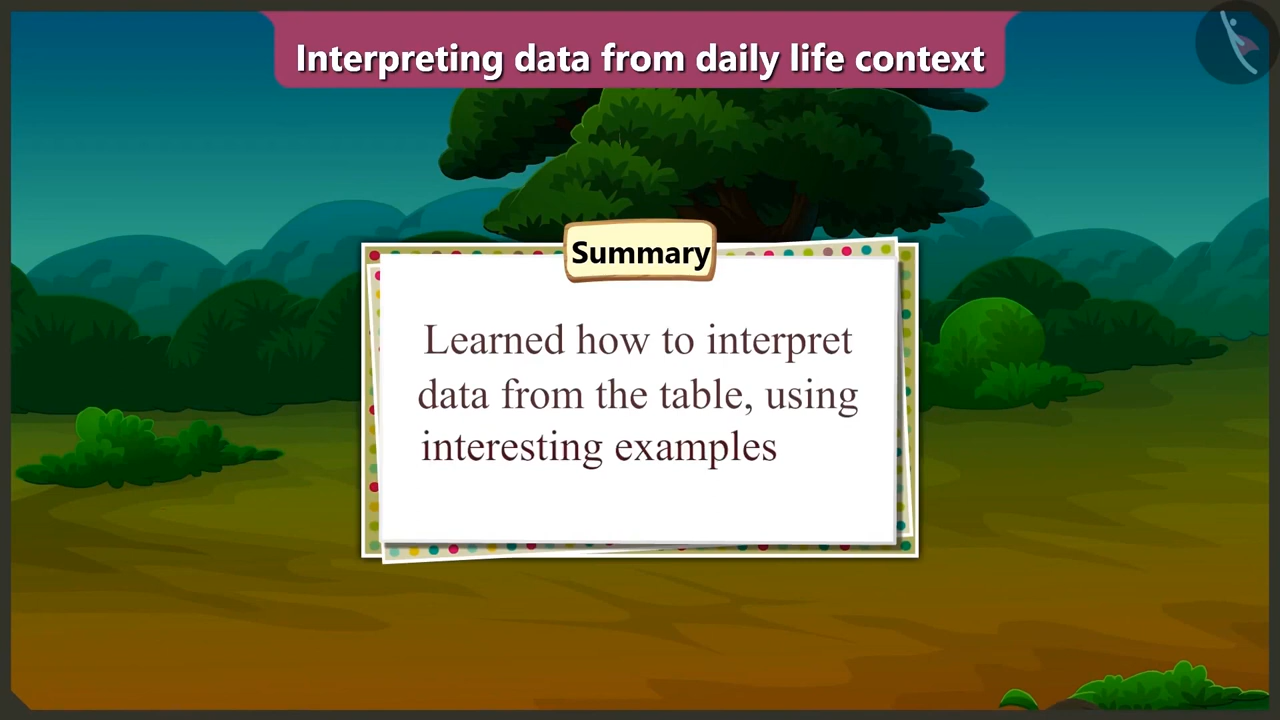 Interpreting data from daily life context
Summary
Learned how to interpret
data from the table, using
interesting examples